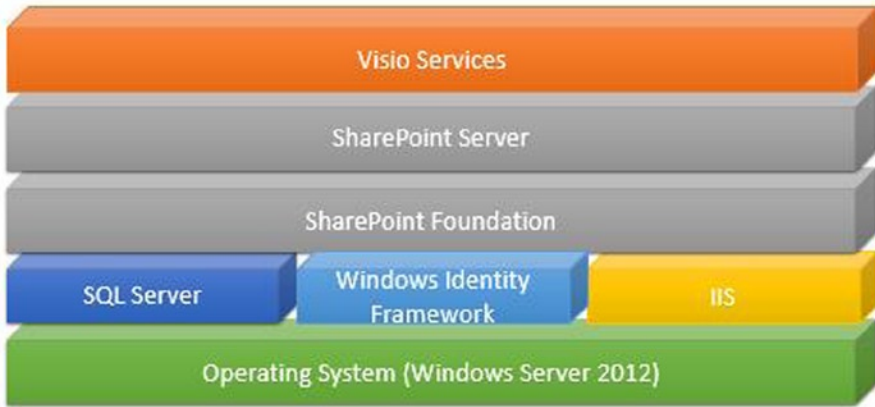 Visio Services
SharePoint Server
SharePoint Foundation
SQL Server
Windows Identity
Framework
IIS
Operating System (Windows Server 2012)